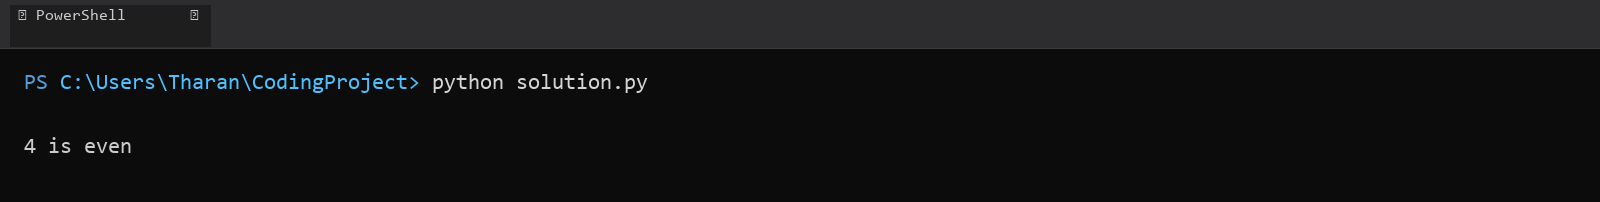 PowerShell
PS C:\Users\Tharan\CodingProject> python solution.py
4 is even